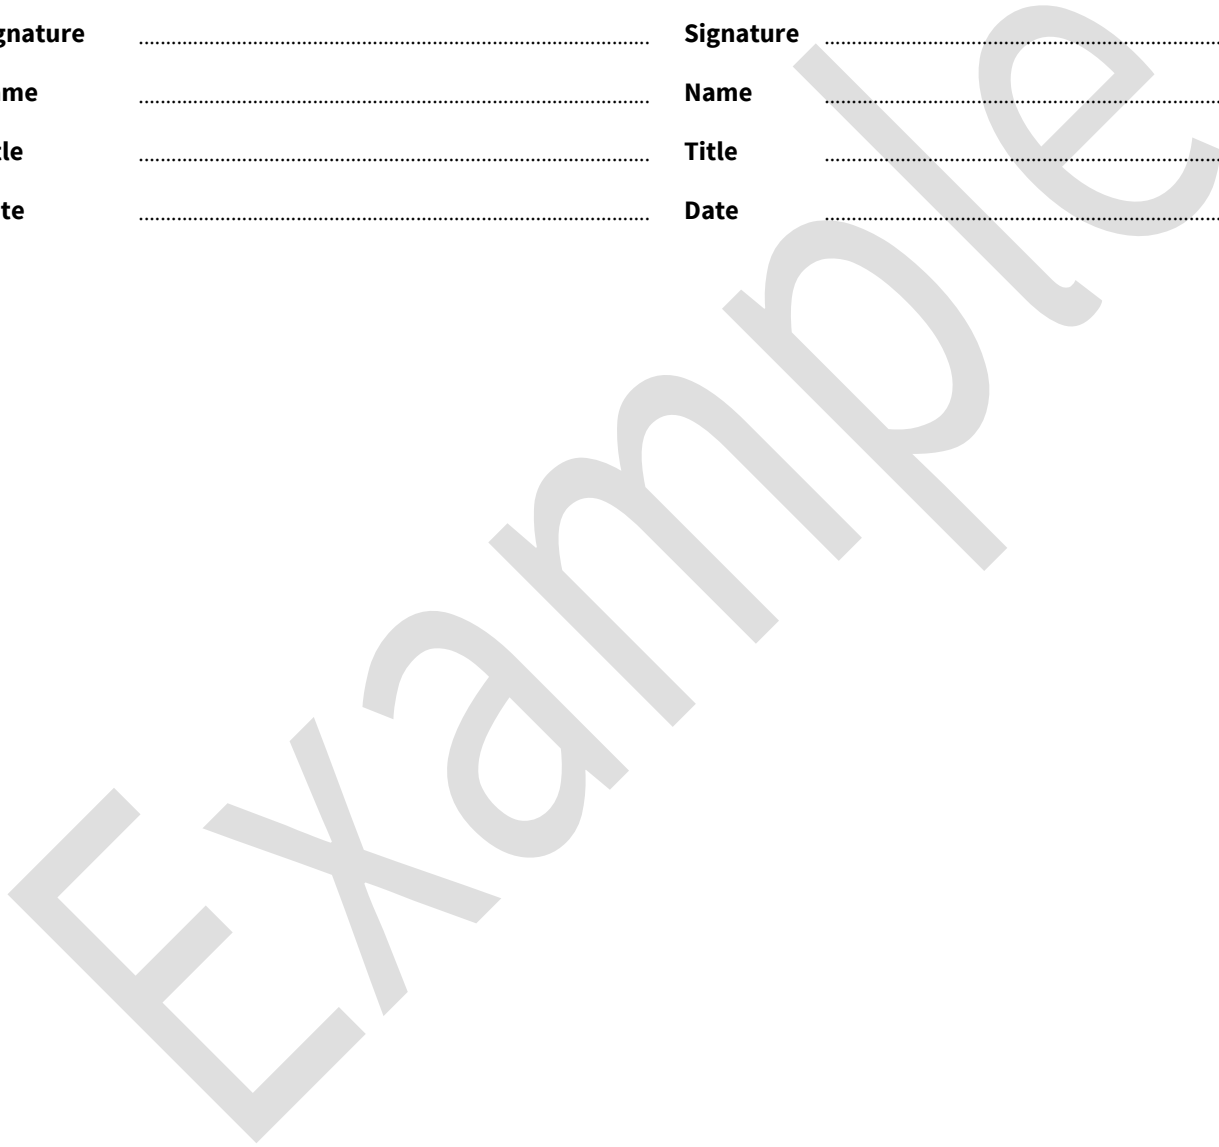 gnature ........................................ Signature ........................................
me ........................................ Name ........................................
tle ........................................ Title ........................................
te ........................................ Date ........................................
Example